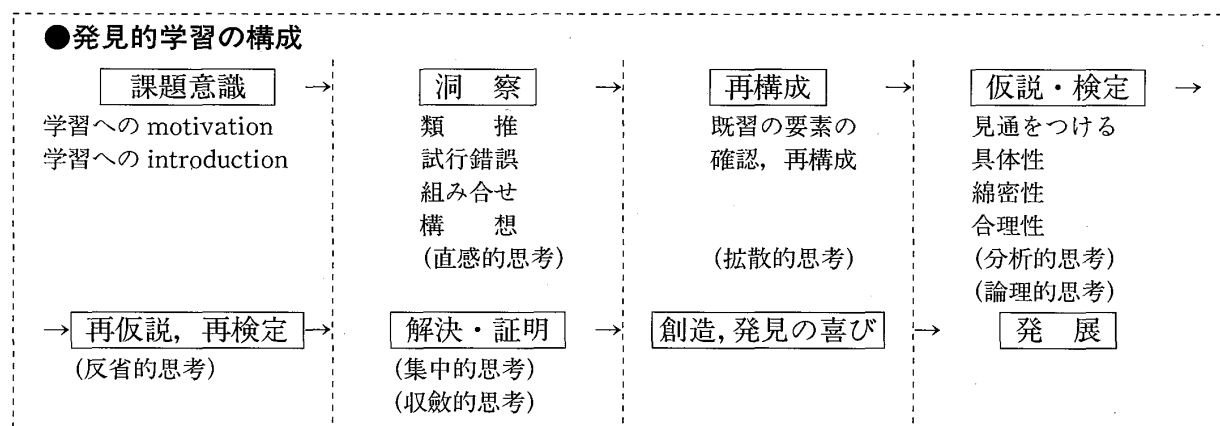 ●発見的学習の構成
課題意識 → 洞 察 → 再構成 → 仮説・検定 →
学習への motivation
学習への introduction
類 推
試行錯誤
組み合せ
構 想
(直感的思考)
既習の要素の
確認，再構成
(拡散的思考)
見通をつける
具体性
綿密性
合理性
(分析的思考)
(論理的思考)
→ 再仮説，再検定 → 解決・証明 → 創造，発見の喜び → 発 展
(反省的思考)
(集中的思考)
(収斂的思考)